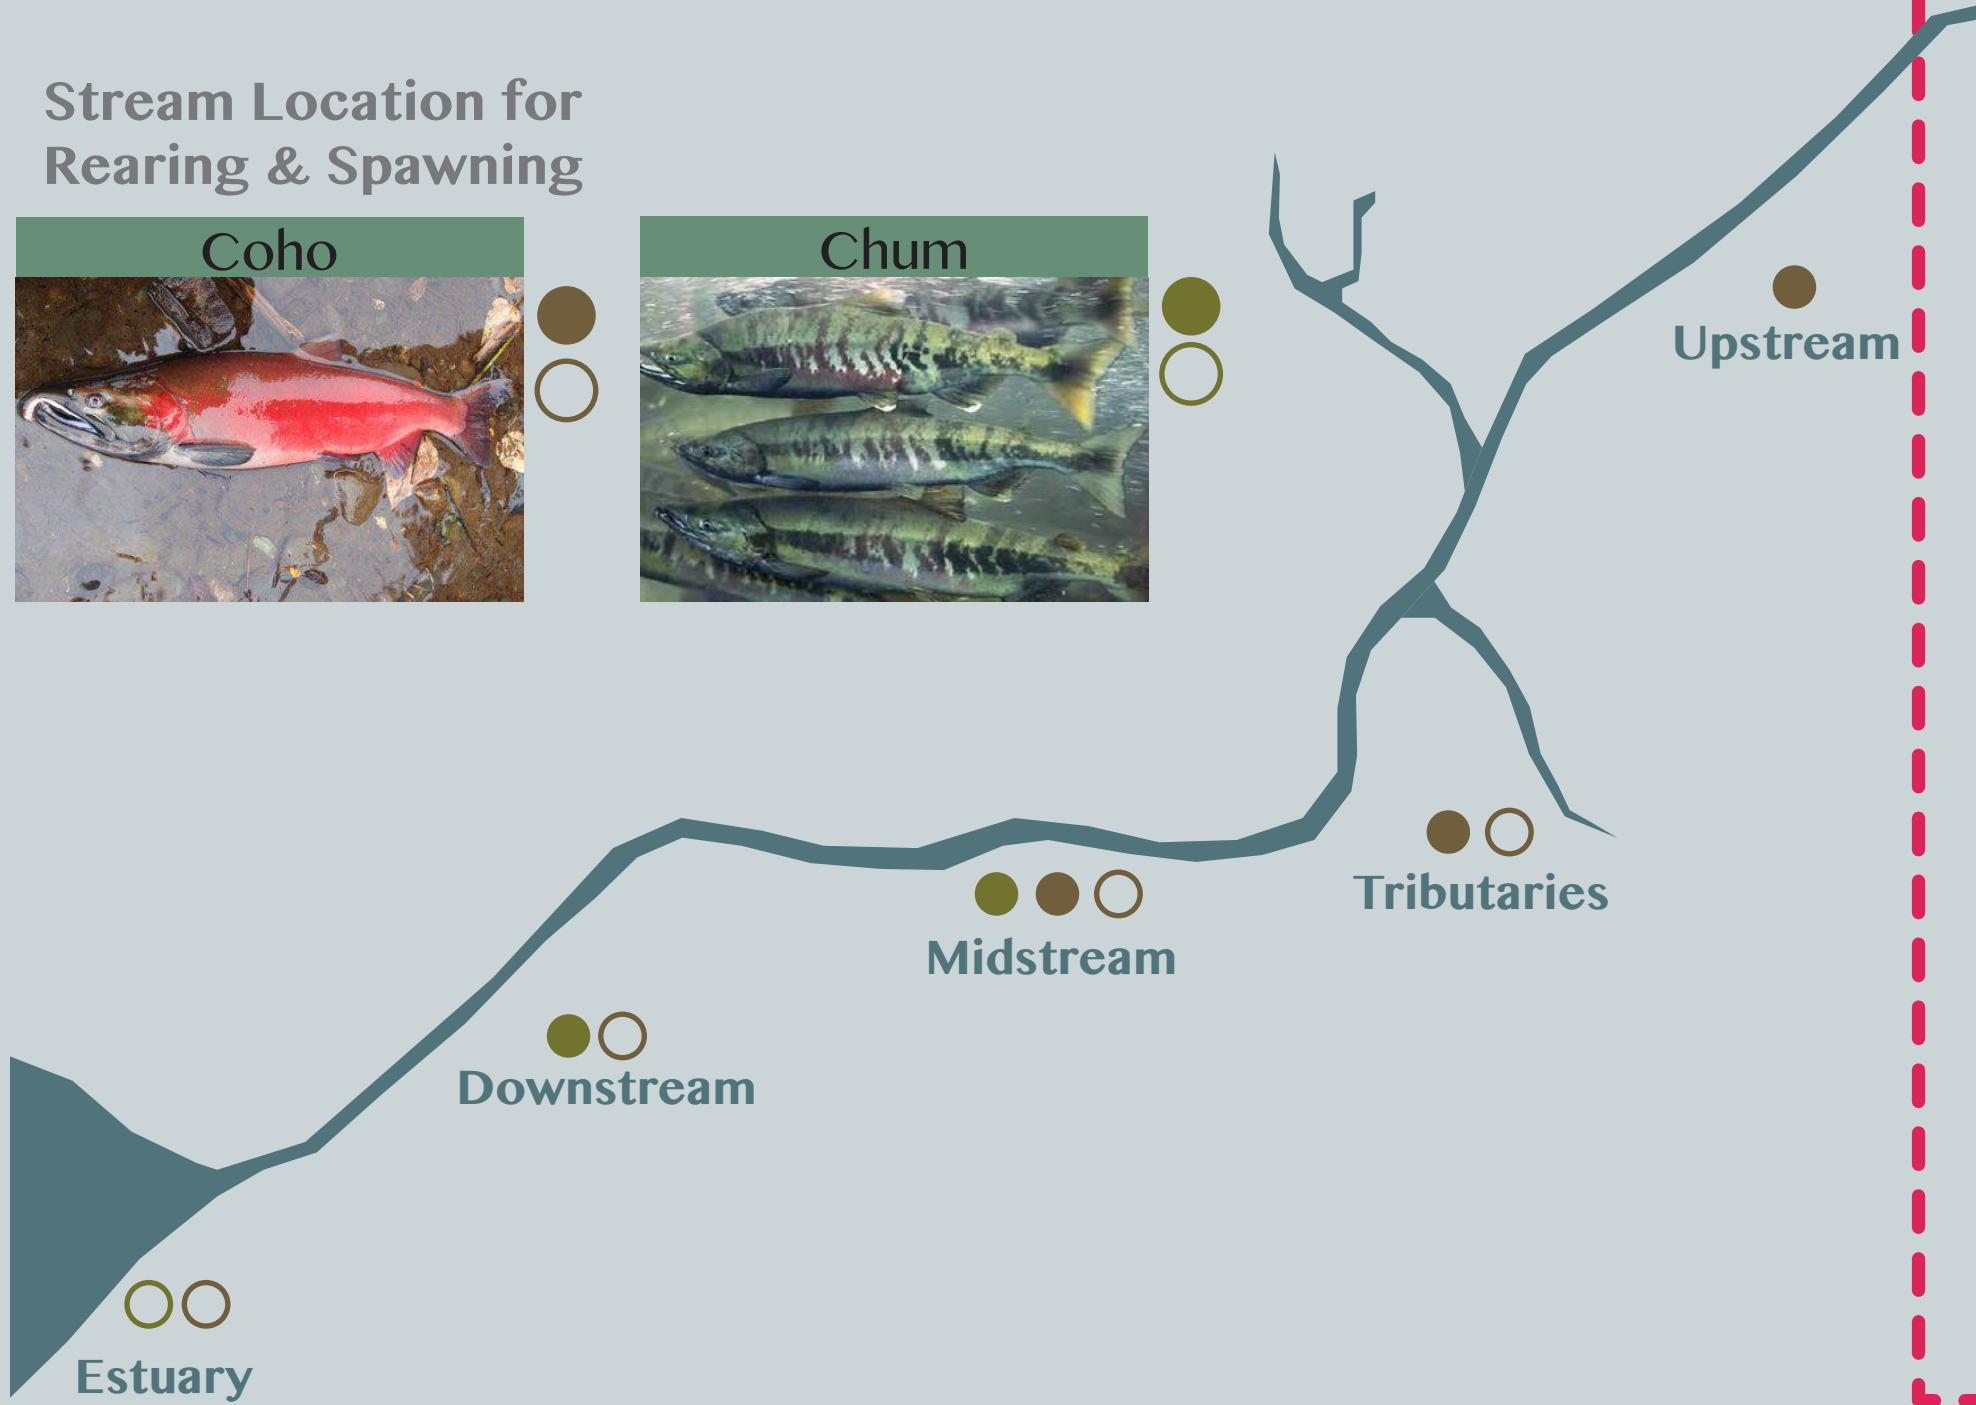 Stream Location for
Rearing & Spawning
Coho
Chum
Upstream
Tributaries
Midstream
Downstream
Estuary